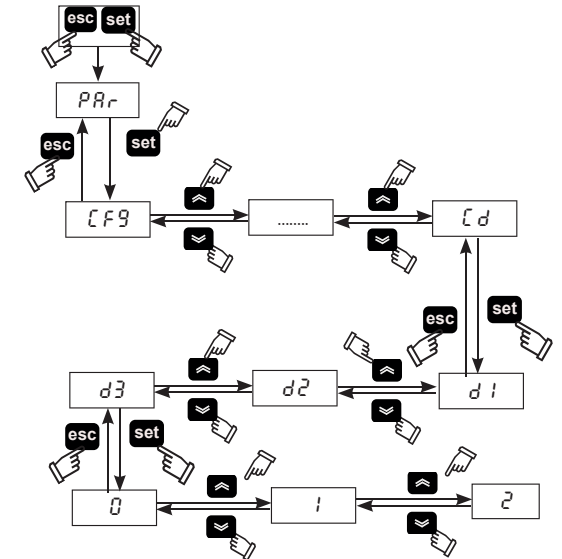 esc set
PAr
esc set
CF9 ........ Cd
esc set
d3 d2 d1
esc set
0 1 2